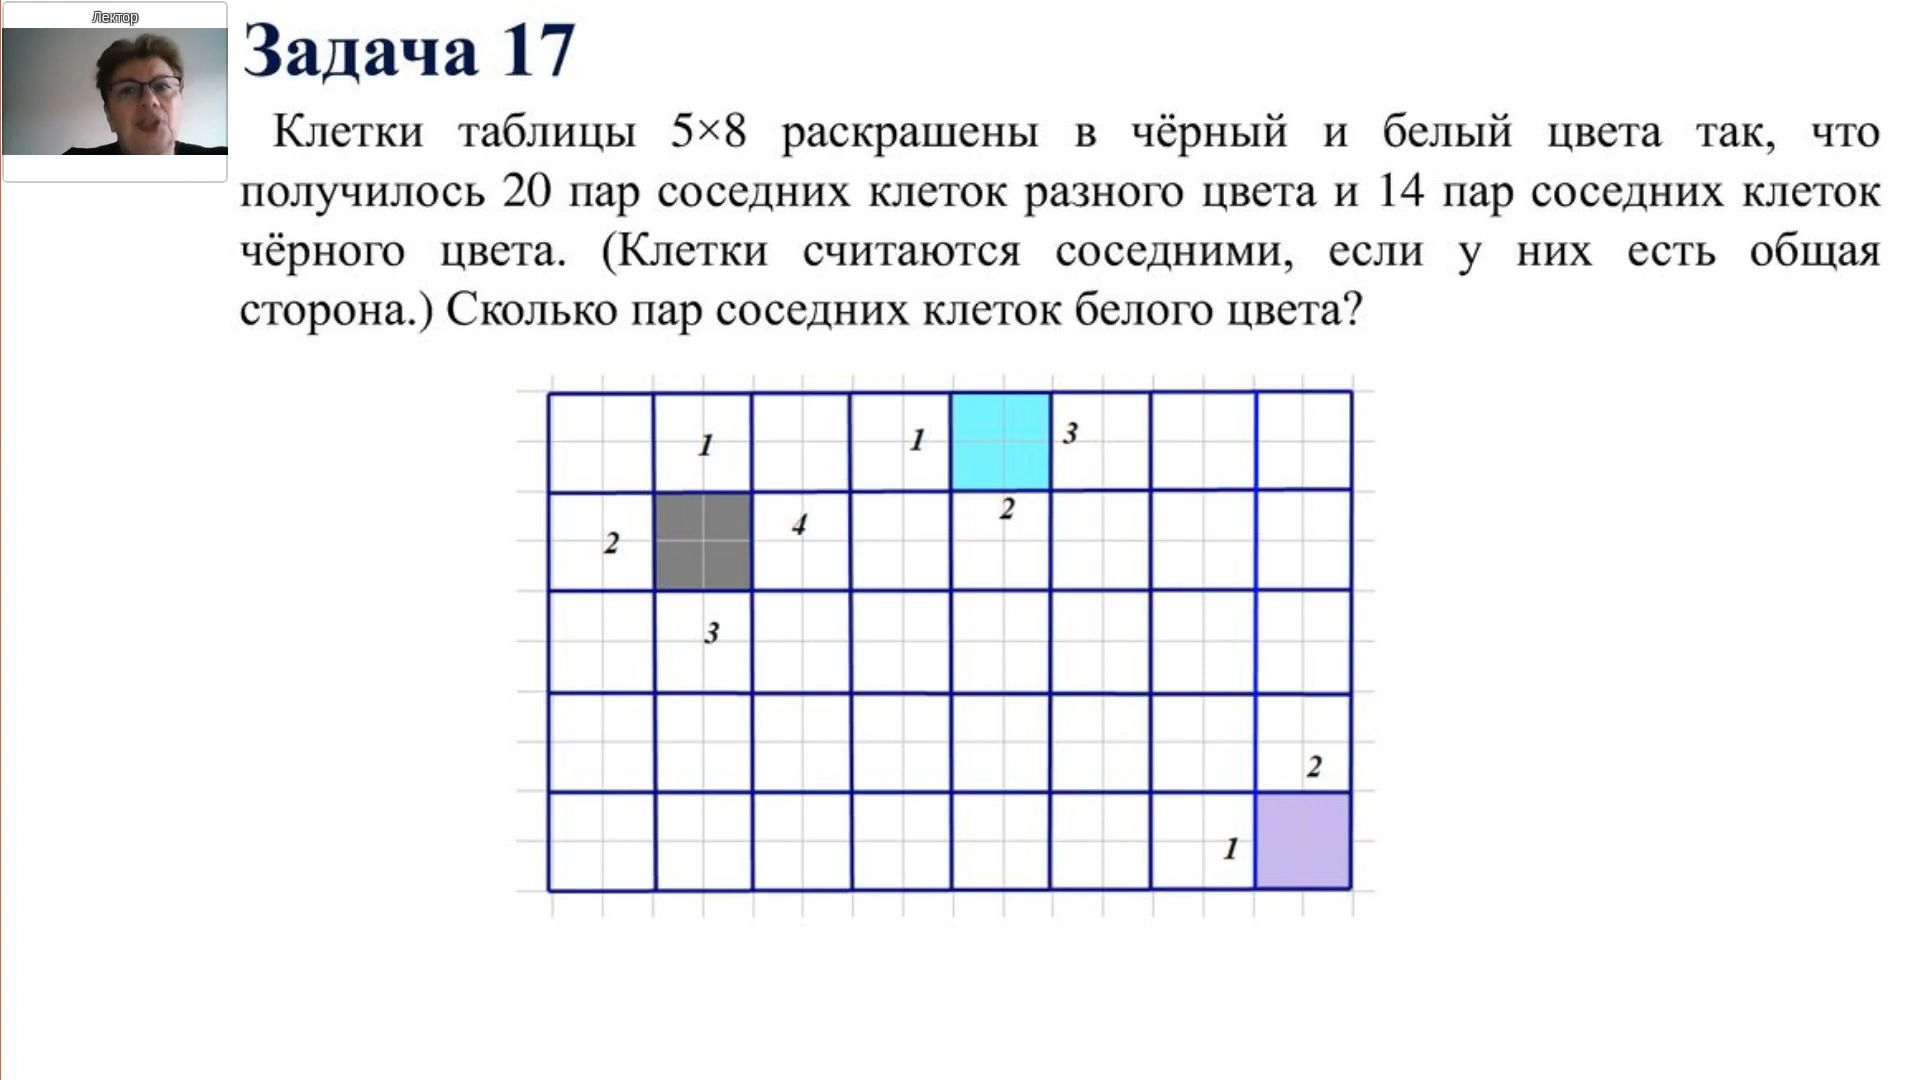 Лектор
Задача 17
Клетки таблицы 5×8 раскрашены в чёрный и белый цвета так, что
получилось 20 пар соседних клеток разного цвета и 14 пар соседних клеток
чёрного цвета. (Клетки считаются соседними, если у них есть общая
сторона.) Сколько пар соседних клеток белого цвета?
1 1 3
2 4 2
3
2
1